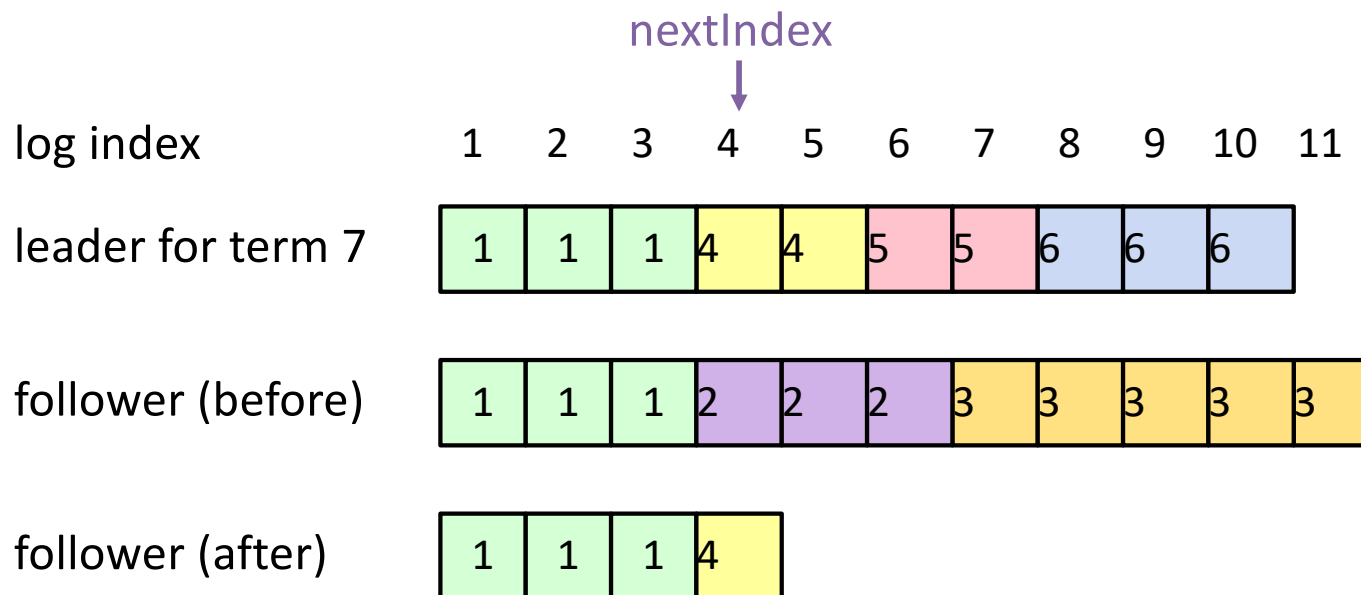 nextIndex
log index 1 2 3 4 5 6 7 8 9 10 11
leader for term 7 1 1 1 4 4 5 5 6 6 6
follower (before) 1 1 1 2 2 2 3 3 3 3 3
follower (after) 1 1 1 4